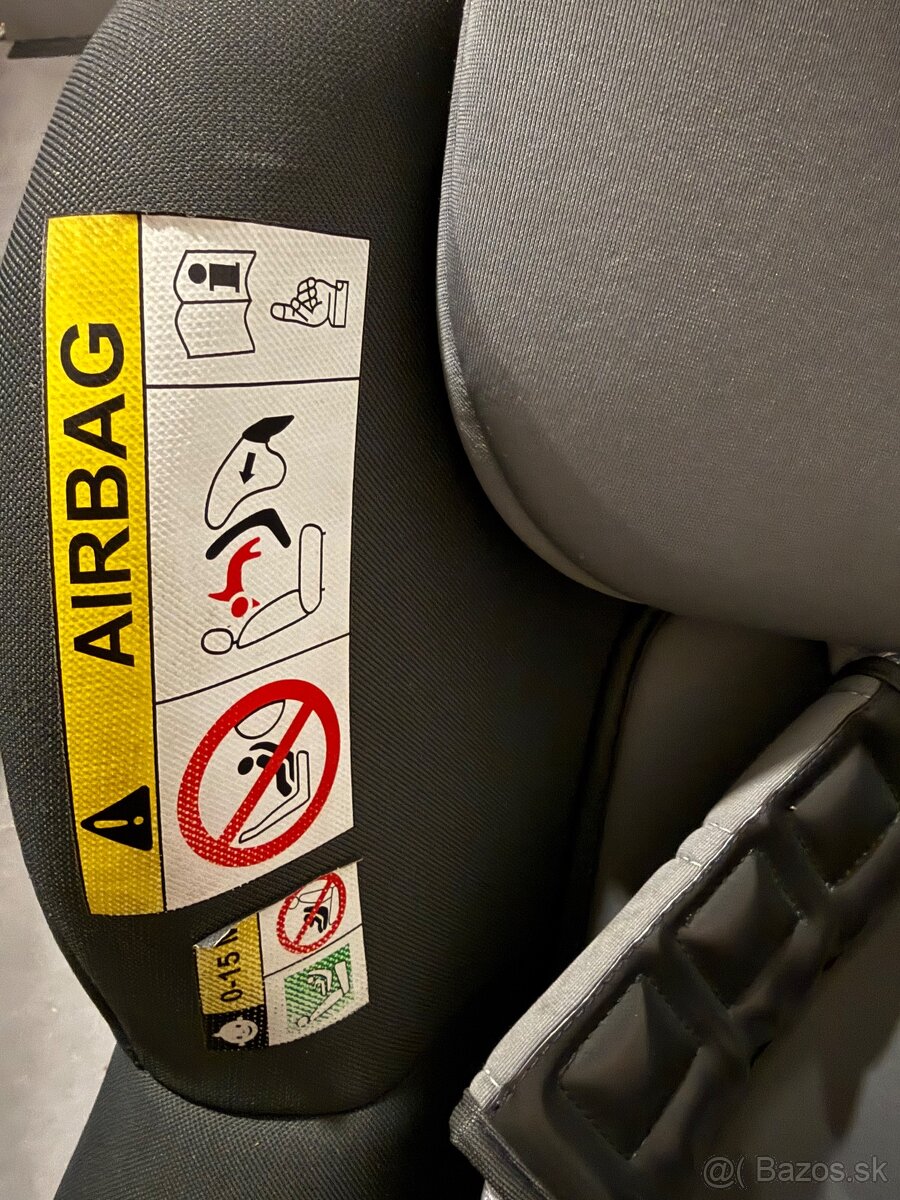 AIRBAG
i
0-15
@( Bazos.sk